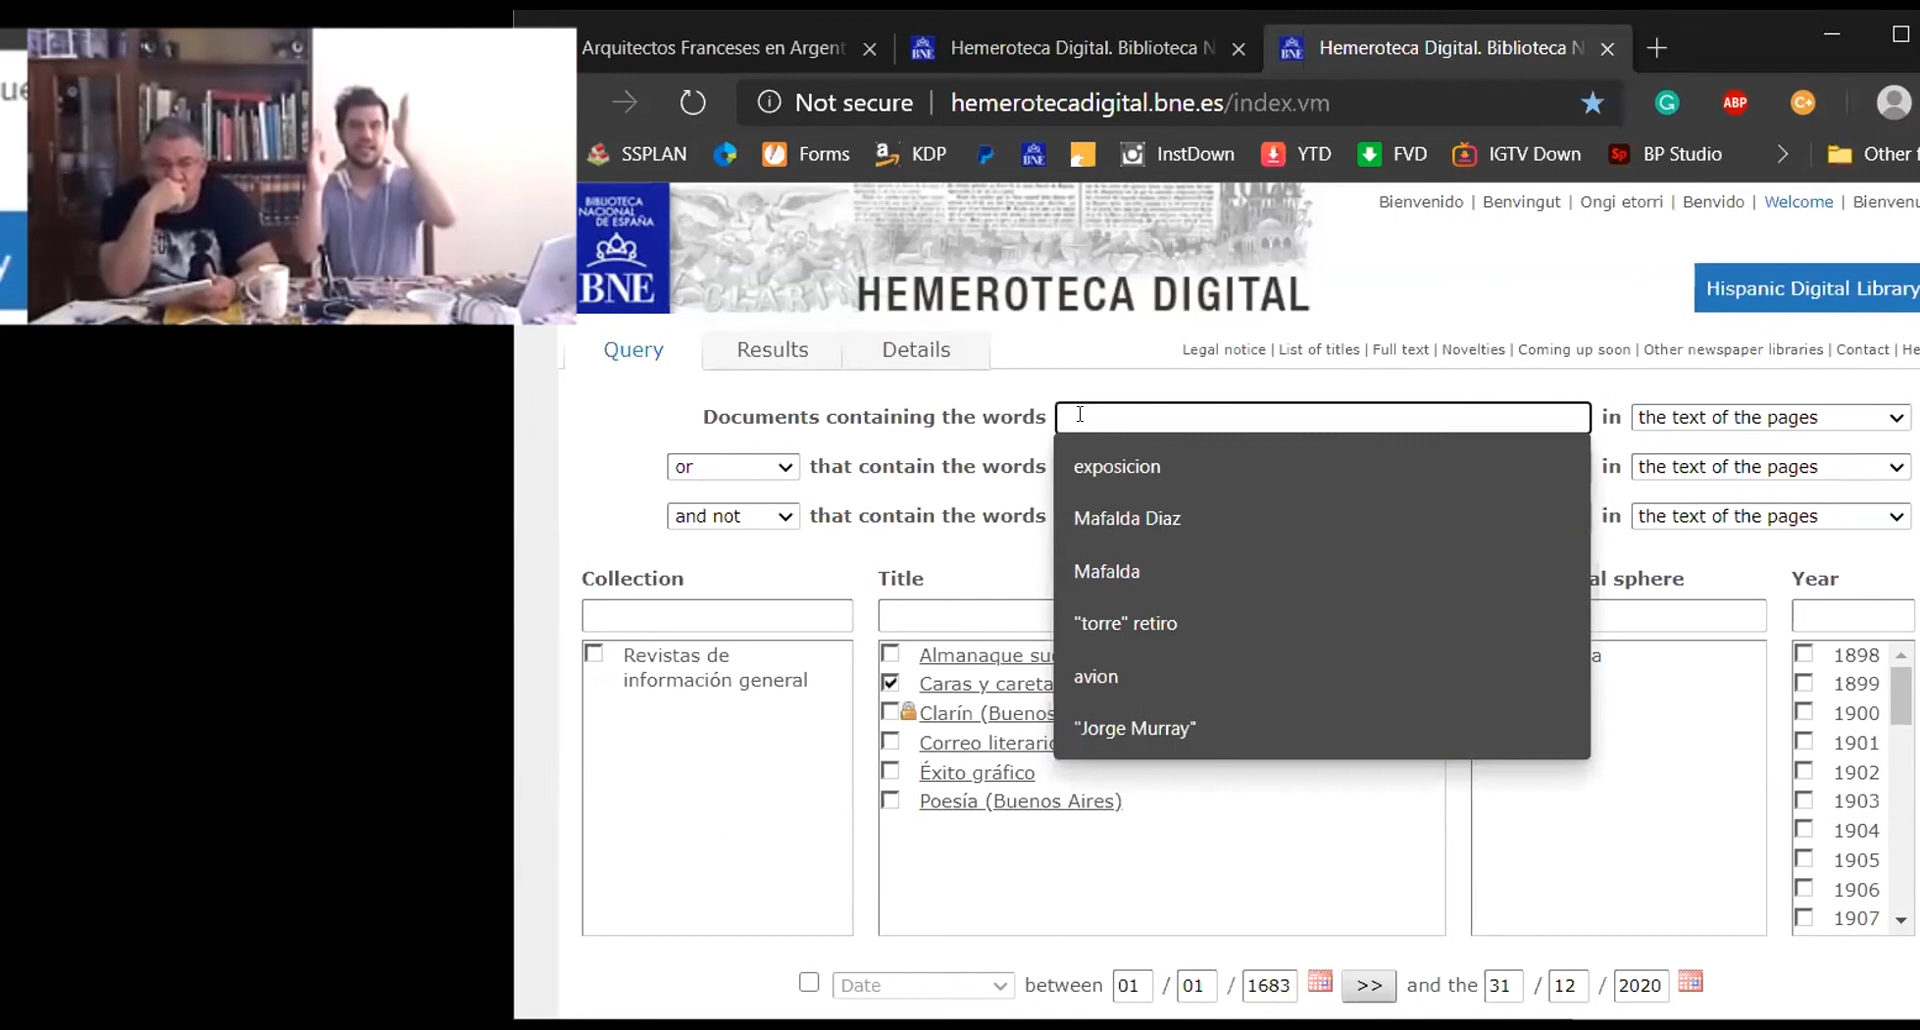 Arquitectos Franceses en Argent
Hemeroteca Digital. Biblioteca N
Hemeroteca Digital. Biblioteca N
Not secure | hemerotecadigital.bne.es/index.vm
ABP
C+
SSPLAN
Forms
KDP
BNE
InstDown
YTD
FVD
IGTV Down
Sp
BP Studio
Other f
ue
y
BIBLIOTECA
NACIONAL
DE ESPAÑA
BNE
CLARÍN
HEMEROTECA DIGITAL
Bienvenido | Benvingut | Ongi etorri | Benvido | Welcome | Bienvenu
Hispanic Digital Library
Query
Results
Details
Legal notice | List of titles | Full text | Novelties | Coming up soon | Other newspaper libraries | Contact | He
Documents containing the words
in the text of the pages
or that contain the words
in the text of the pages
and not that contain the words
in the text of the pages
exposicion
Mafalda Diaz
Mafalda
"torre" retiro
avion
"Jorge Murray"
Collection
Title
al sphere
Year
Revistas de
información general
Almanaque su
Caras y careta
Clarín (Buenos
Correo literario
Éxito gráfico
Poesía (Buenos Aires)
a
1898
1899
1900
1901
1902
1903
1904
1905
1906
1907
Date between 01 / 01 / 1683 >> and the 31 / 12 / 2020